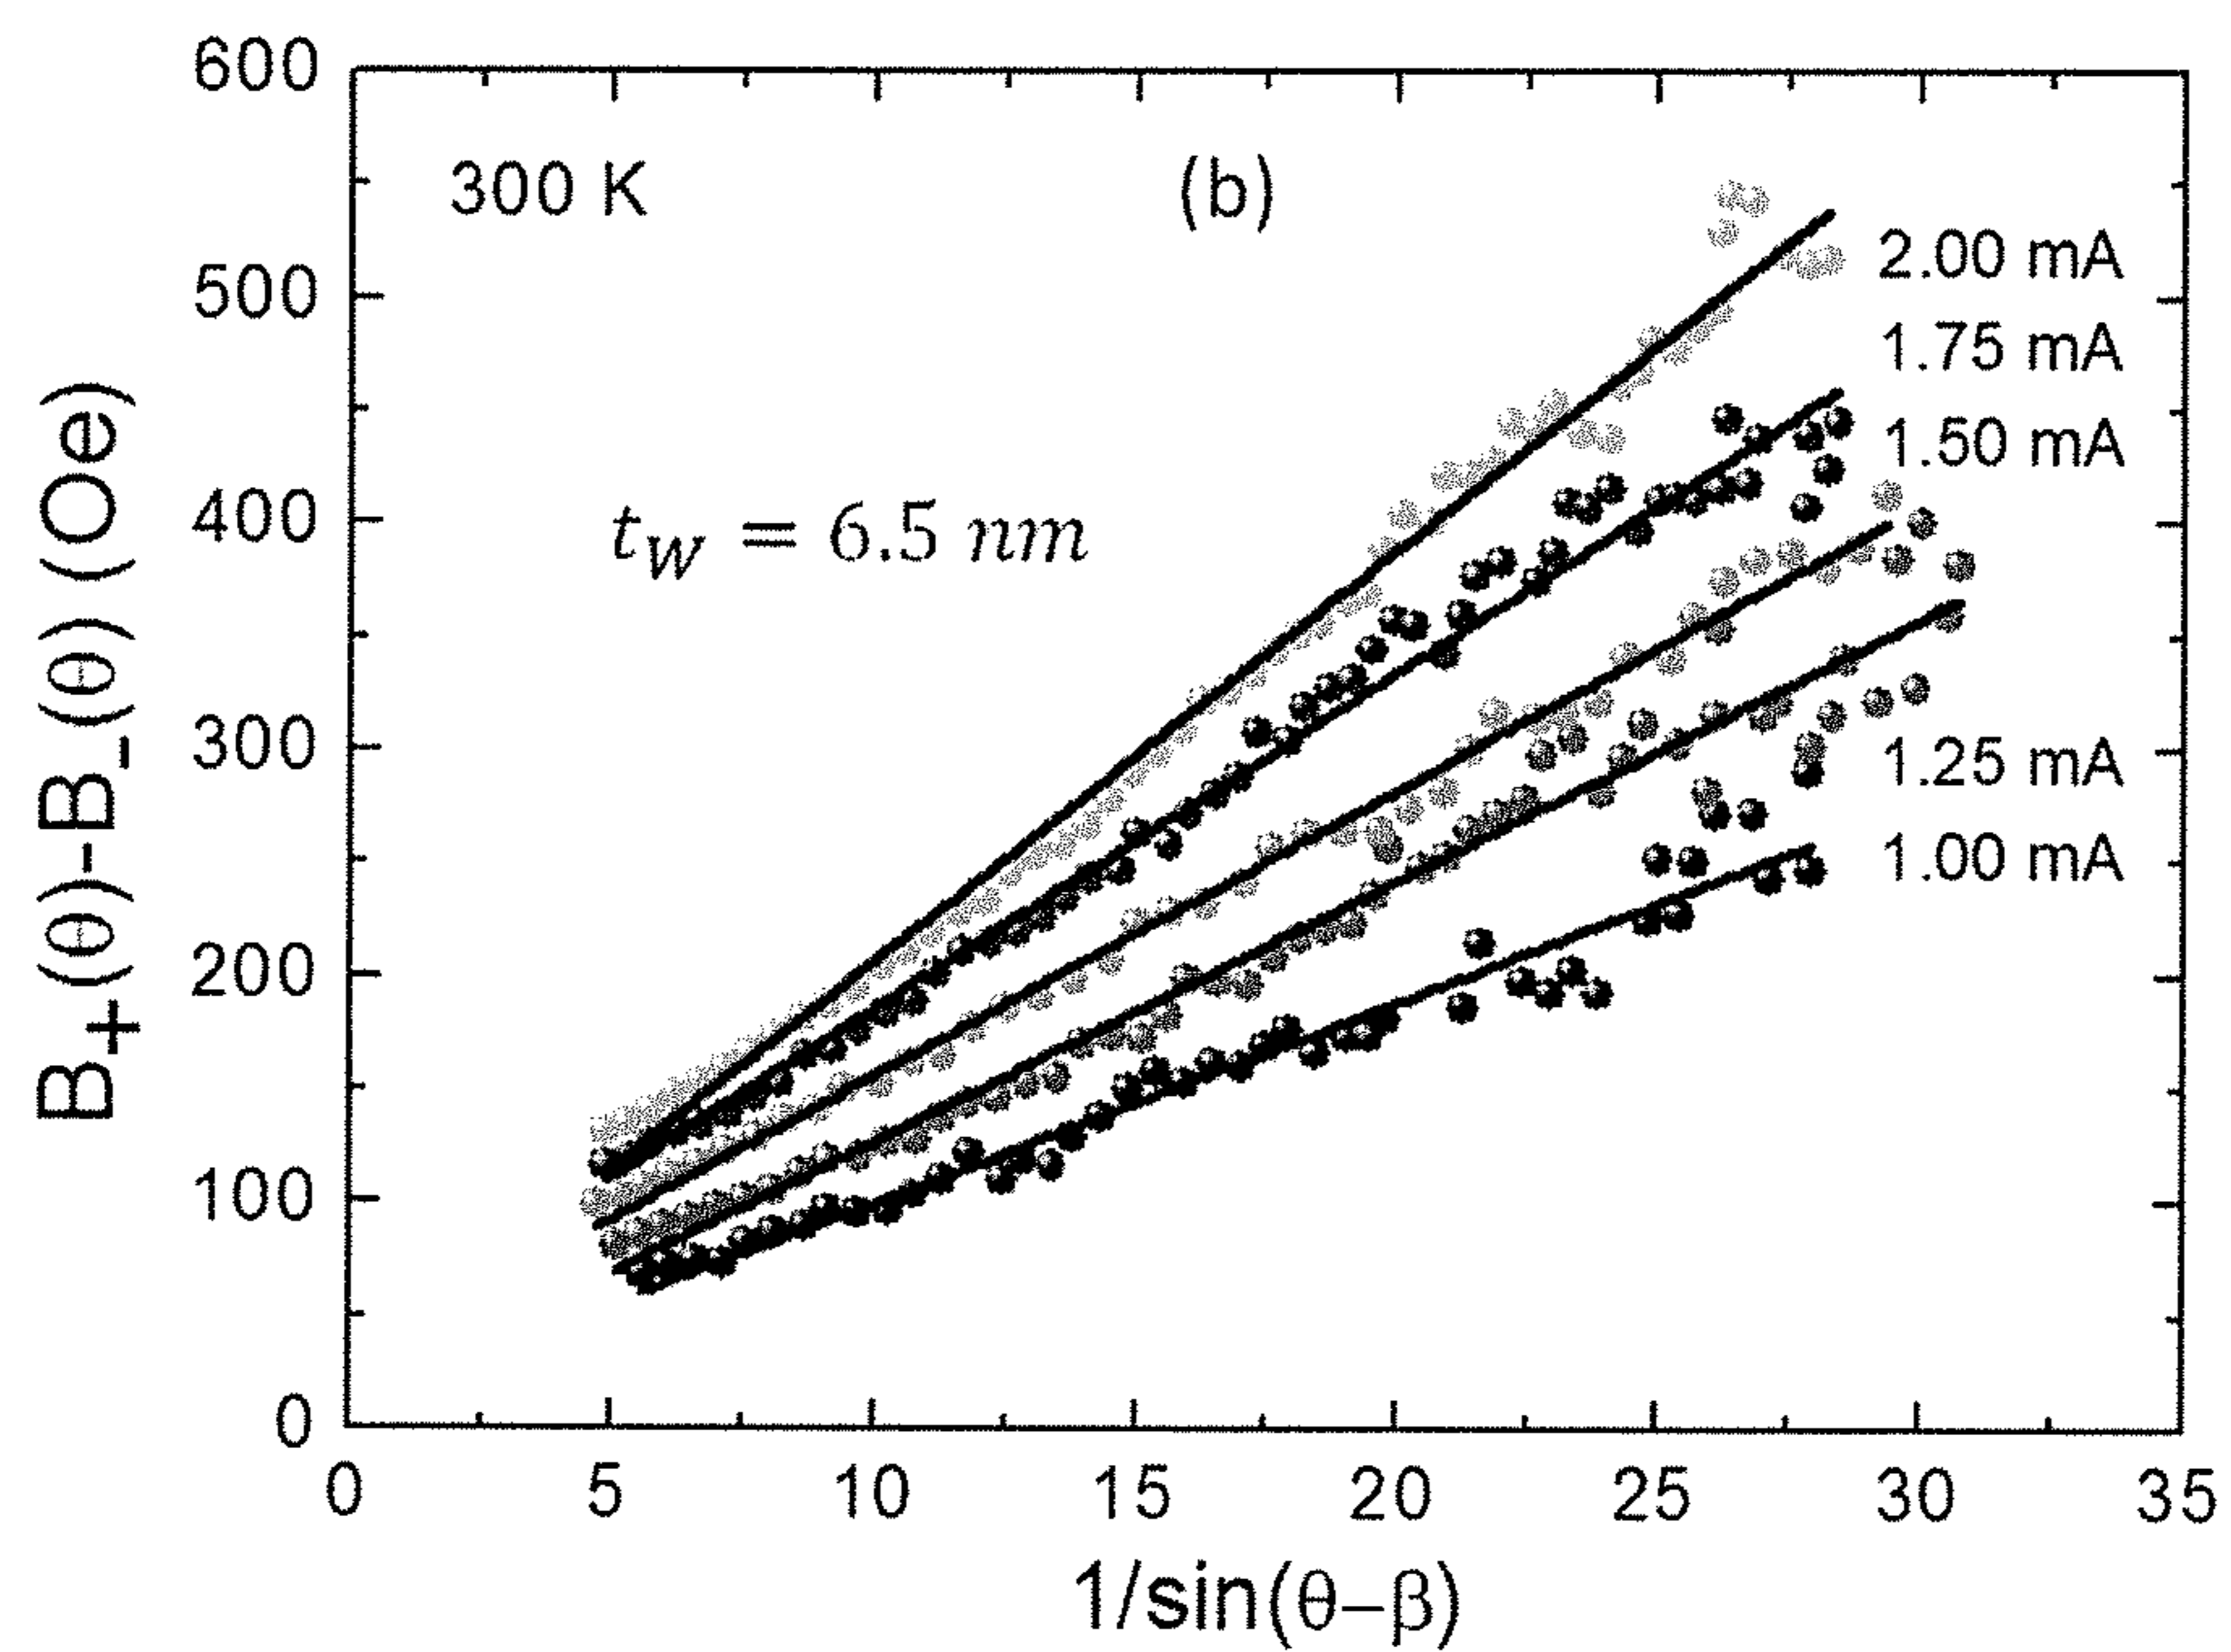 600
500
400
300
200
100
0
B₊(θ)-B₋(θ) (Oe)
300 K
(b)
t_W = 6.5 nm
2.00 mA
1.75 mA
1.50 mA
1.25 mA
1.00 mA
0 5 10 15 20 25 30 35
1/sin(θ–β)